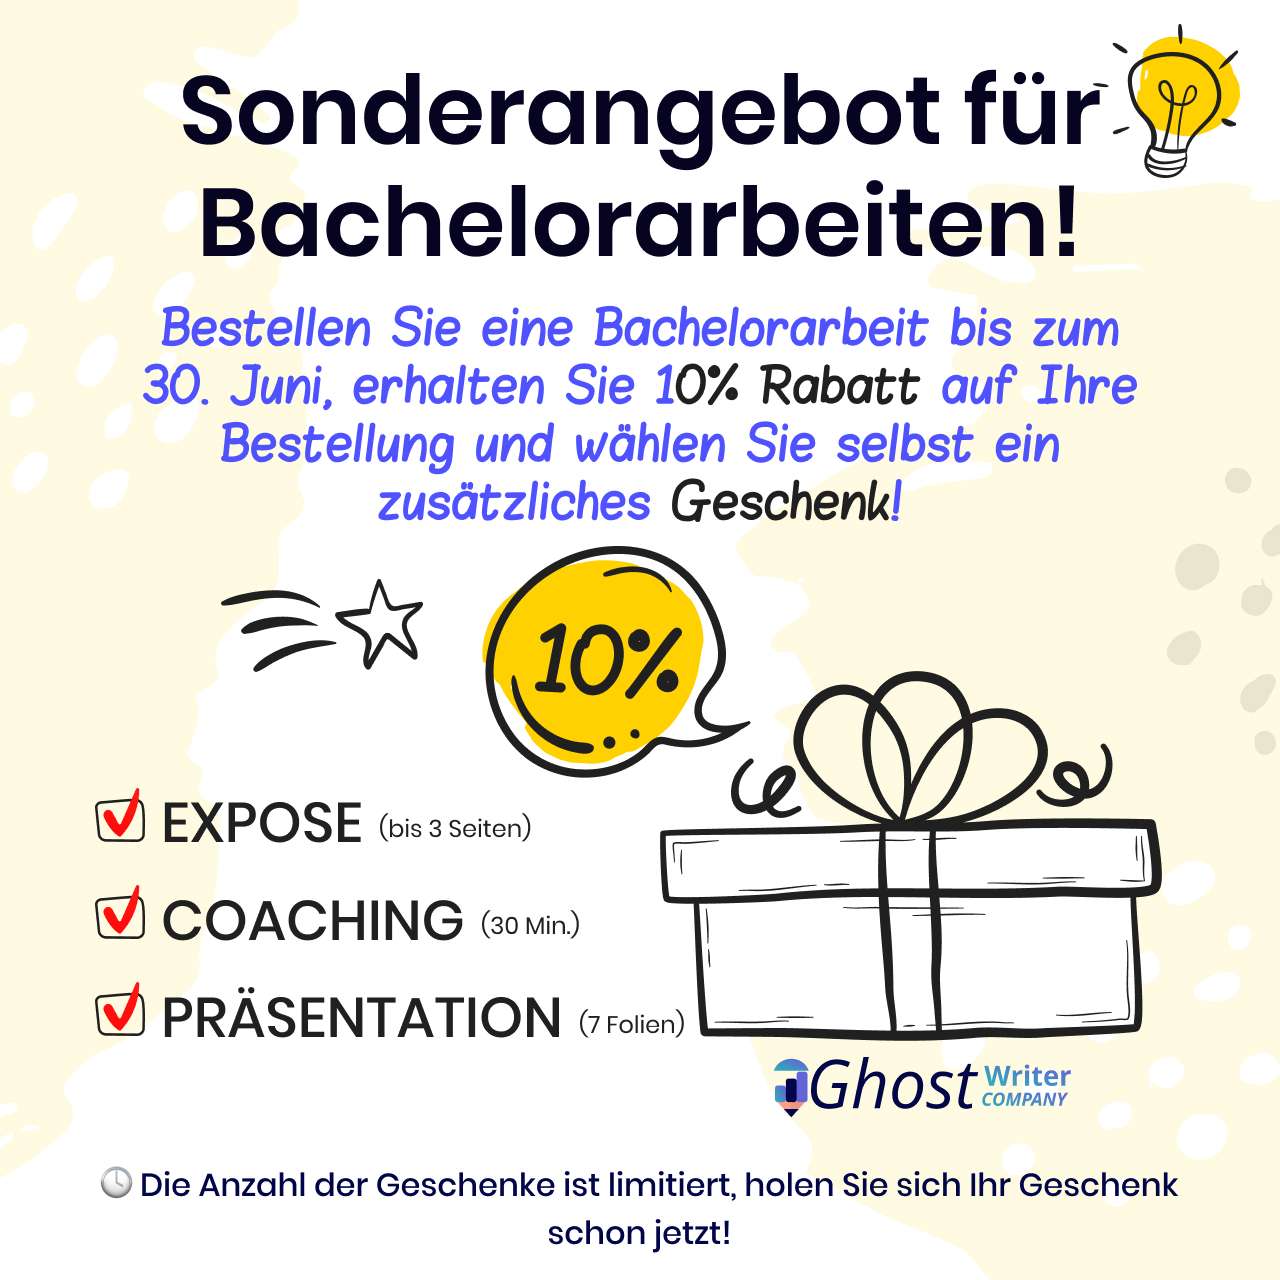 Sonderangebot für
Bachelorarbeiten!
Bestellen Sie eine Bachelorarbeit bis zum
30. Juni, erhalten Sie 10% Rabatt auf Ihre
Bestellung und wählen Sie selbst ein
zusätzliches Geschenk!
10%
EXPOSE (bis 3 Seiten)
COACHING (30 Min.)
PRÄSENTATION (7 Folien)
Ghost Writer
COMPANY
Die Anzahl der Geschenke ist limitiert, holen Sie sich Ihr Geschenk
schon jetzt!